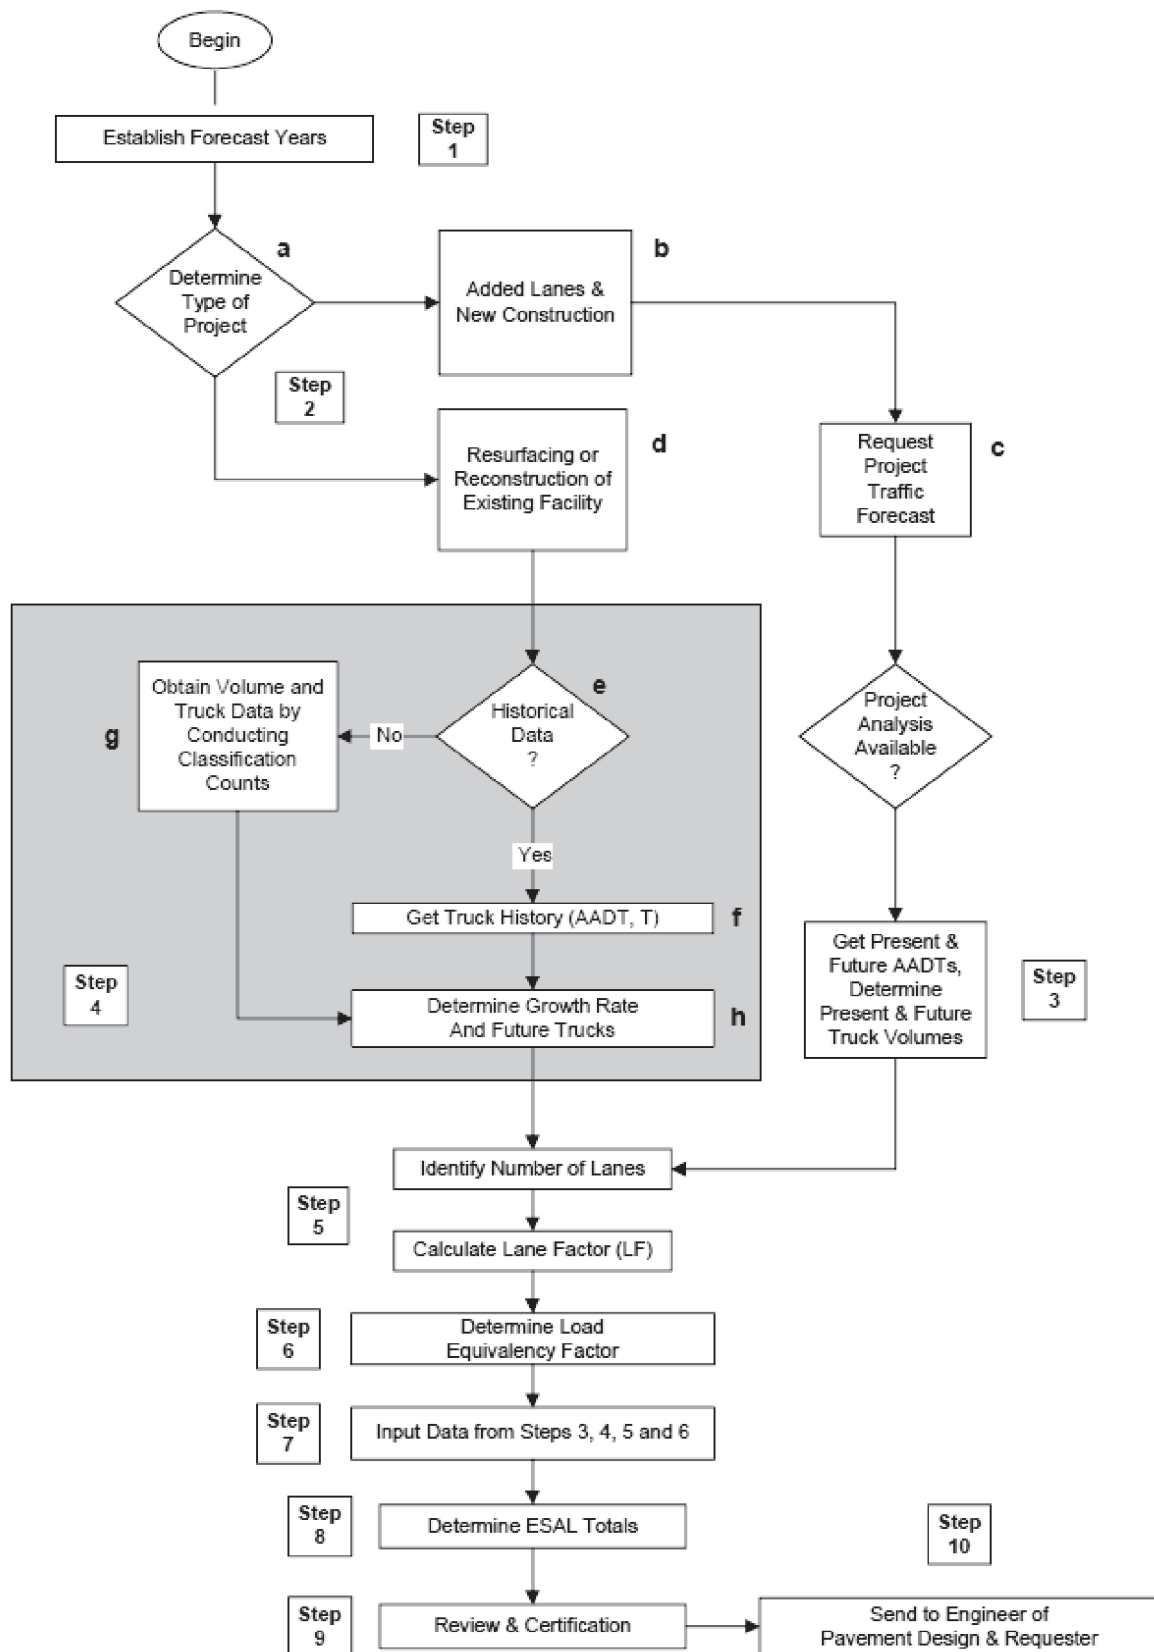 Begin
Establish Forecast Years
Step
1
a
Determine
Type of
Project
b
Added Lanes &
New Construction
Step
2
d
Resurfacing or
Reconstruction of
Existing Facility
c
Request
Project
Traffic
Forecast
g
Obtain Volume and
Truck Data by
Conducting
Classification
Counts
No
e
Historical
Data
?
Project
Analysis
Available
?
Yes
Get Truck History (AADT, T)
f
Step
4
Determine Growth Rate
And Future Trucks
h
Get Present &
Future AADTs,
Determine
Present & Future
Truck Volumes
Step
3
Identify Number of Lanes
Step
5
Calculate Lane Factor (LF)
Step
6
Determine Load
Equivalency Factor
Step
7
Input Data from Steps 3, 4, 5 and 6
Step
8
Determine ESAL Totals
Step
10
Step
9
Review & Certification
Send to Engineer of
Pavement Design & Requester